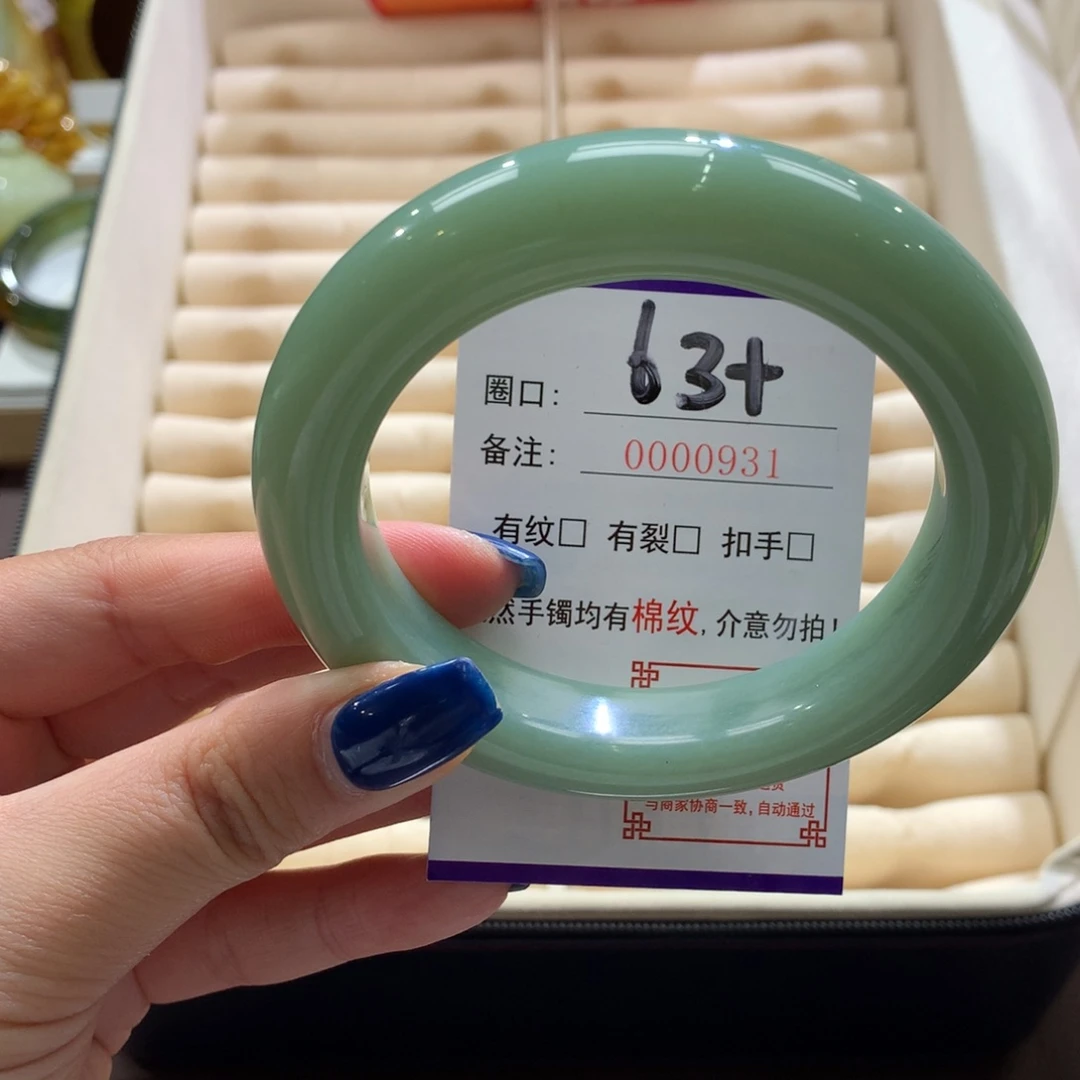 圈口: 63+
备注: 0000931
有纹□ 有裂□ 扣手□
然手镯均有棉纹, 介意勿拍!
与商家协商一致, 自动通过